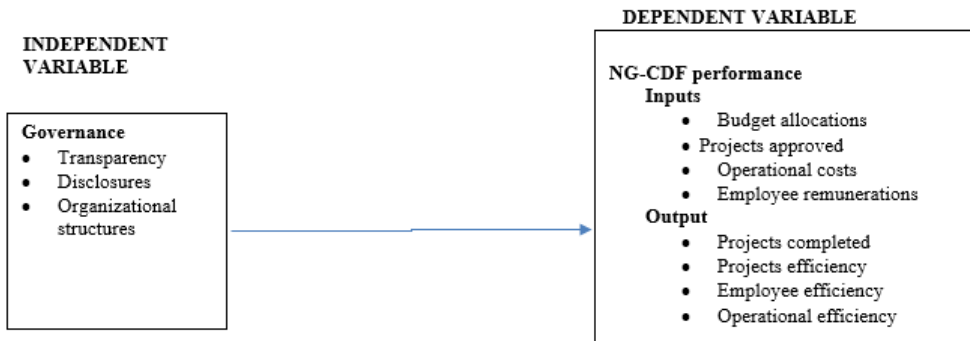 INDEPENDENT
VARIABLE
Governance
• Transparency
• Disclosures
• Organizational
structures
DEPENDENT VARIABLE
NG-CDF performance
Inputs
• Budget allocations
• Projects approved
• Operational costs
• Employee remunerations
Output
• Projects completed
• Projects efficiency
• Employee efficiency
• Operational efficiency